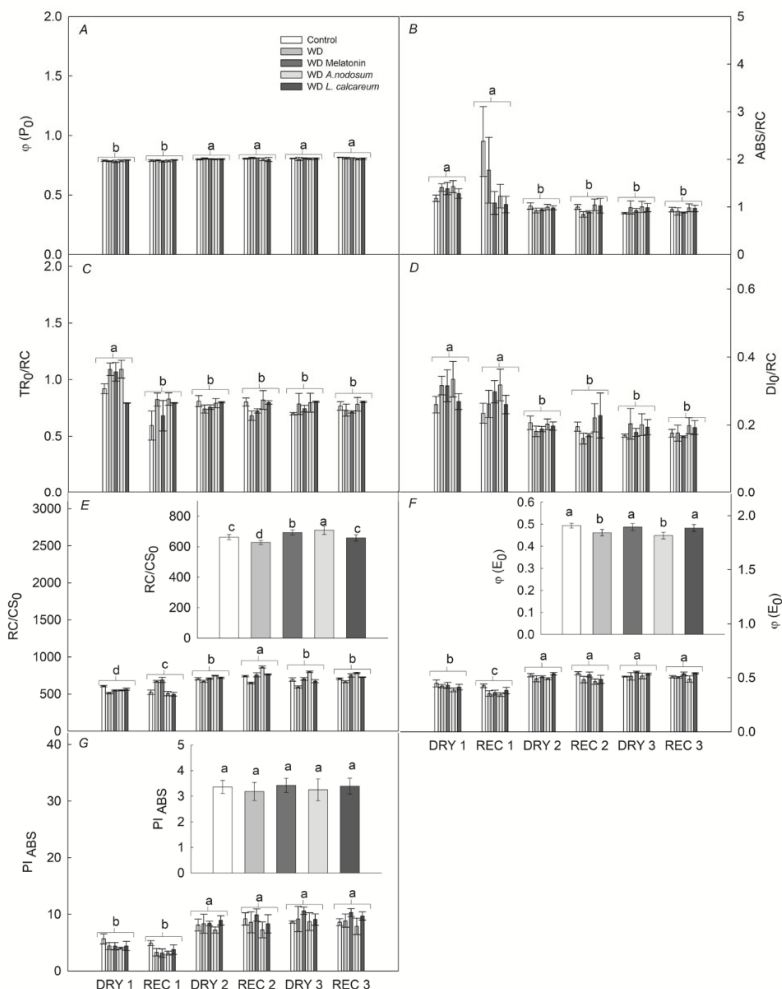 A
Control
WD
WD Melatonin
WD A.nodosum
WD L. calcareum
φ (P0)
2.0
1.5
1.0
0.5
0.0
b b a a a a
B
ABS/RC
5
4
3
2
1
0
a a b b b b
C
TR0/RC
2.0
1.5
1.0
0.5
0.0
a b b b b b
D
DI0/RC
0.6
0.4
0.2
0.0
a a b b b b
E
RC/CS0
3000
2500
2000
1500
1000
500
0
RC/CS0
800
600
400
200
0
c d b a c
d c b a b b
F
φ (E0)
2.0
1.5
1.0
0.5
0.0
φ (E0)
0.6
0.5
0.4
0.3
0.2
0.1
0.0
a b a b a
b c a a a a
DRY 1 REC 1 DRY 2 REC 2 DRY 3 REC 3
G
PI ABS
40
30
20
10
0
PI ABS
5
4
3
2
1
0
a a a a a
b b a a a a
DRY 1 REC 1 DRY 2 REC 2 DRY 3 REC 3